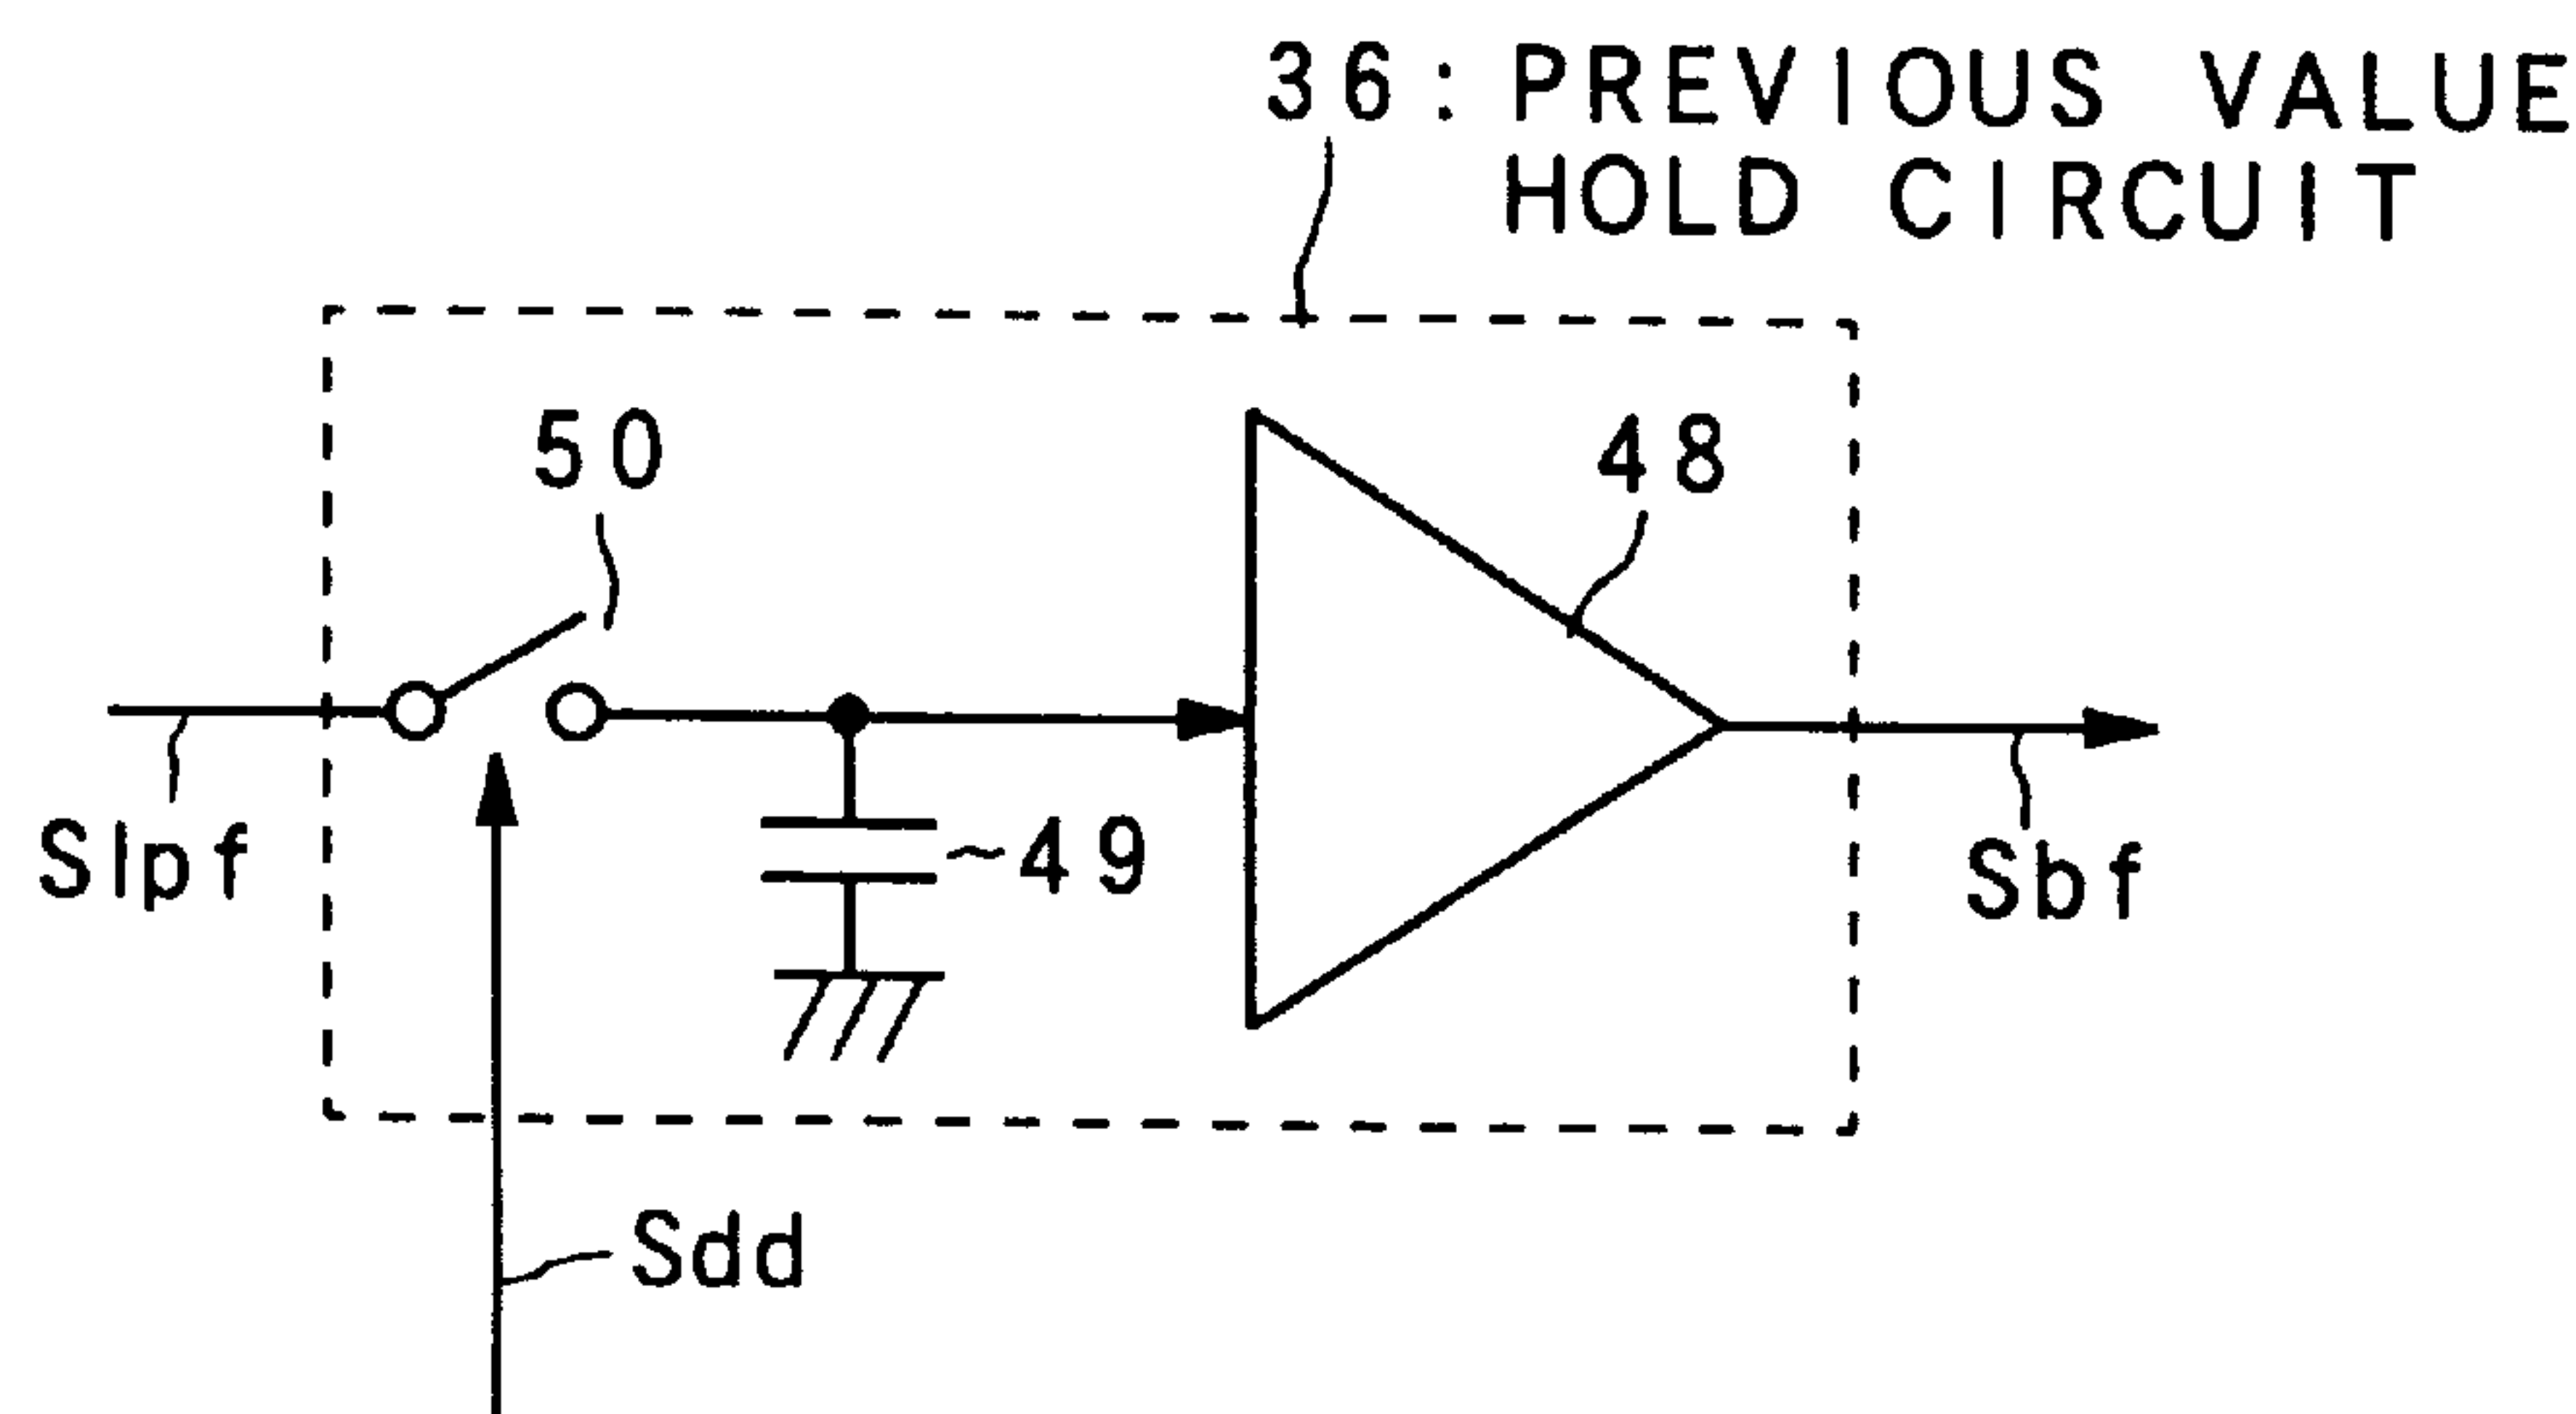 36: PREVIOUS VALUE
HOLD CIRCUIT
50
48
Slpf
~49
Sbf
Sdd